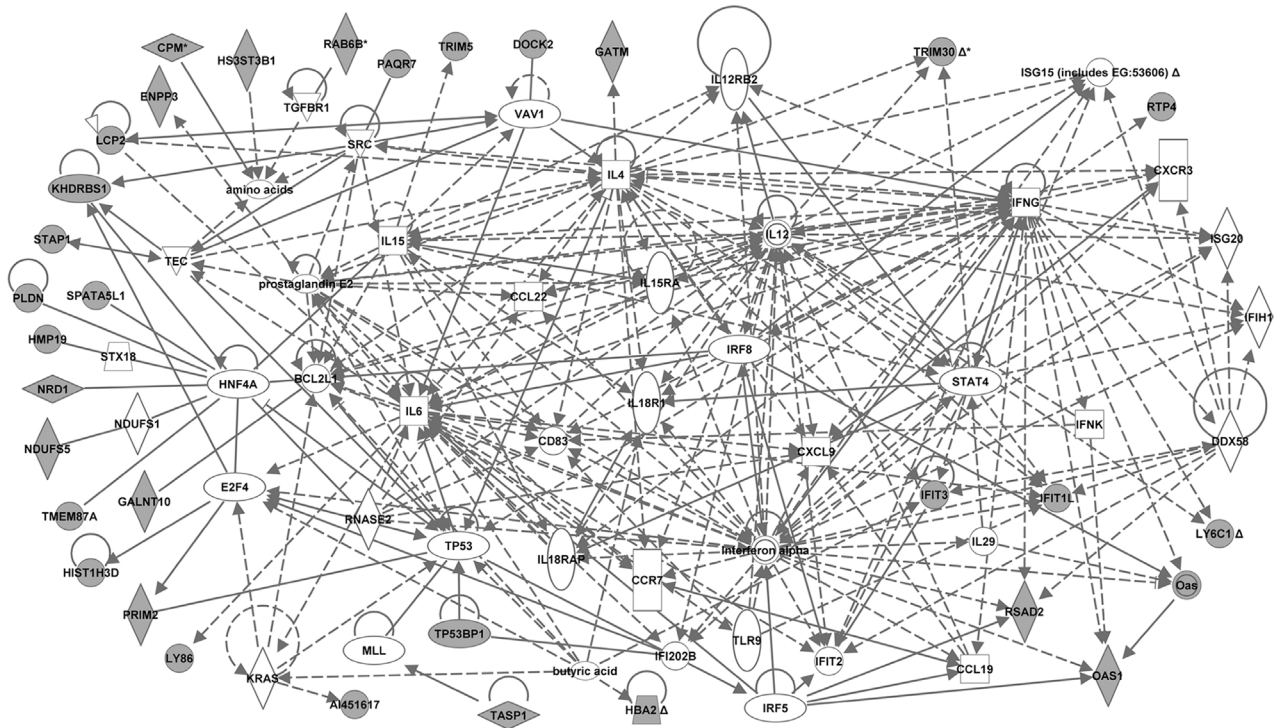 CPM*
HS3ST3B1
RAB6B*
PAQR7
TRIM5
DOCK2
GATM
IL12RB2
TRIM30 Δ*
ISG15 (includes EG:53606) Δ
RTP4
ENPP3
TGFBR1
VAV1
LCP2
SRC
KHDRBS1
amino acids
IL4
CXCR3
IFNG
STAP1
TEC
IL15
IL12
ISG20
PLDN
SPATA5L1
prostaglandin E2
CCL22
IL15RA
IFIH1
HMP19
STX18
HNF4A
BCL2L1
IRF8
STAT4
NRD1
NDUFS1
IL6
IL18R1
IFNK
NDUFS5
CD83
CXCL9
DDX58
E2F4
GALNT10
TMEM87A
RNASE2
IFIT3
IFIT1L
LY6C1 Δ
HIST1H3D
TP53
IL18RAP
Interferon alpha
IL29
CCR7
Oas
PRIM2
TP53BP1
RSAD2
LY86
MLL
IFI202B
TLR9
IFIT2
KRAS
butyric acid
CCL19
OAS1
AI451617
TASP1
HBA2 Δ
IRF5